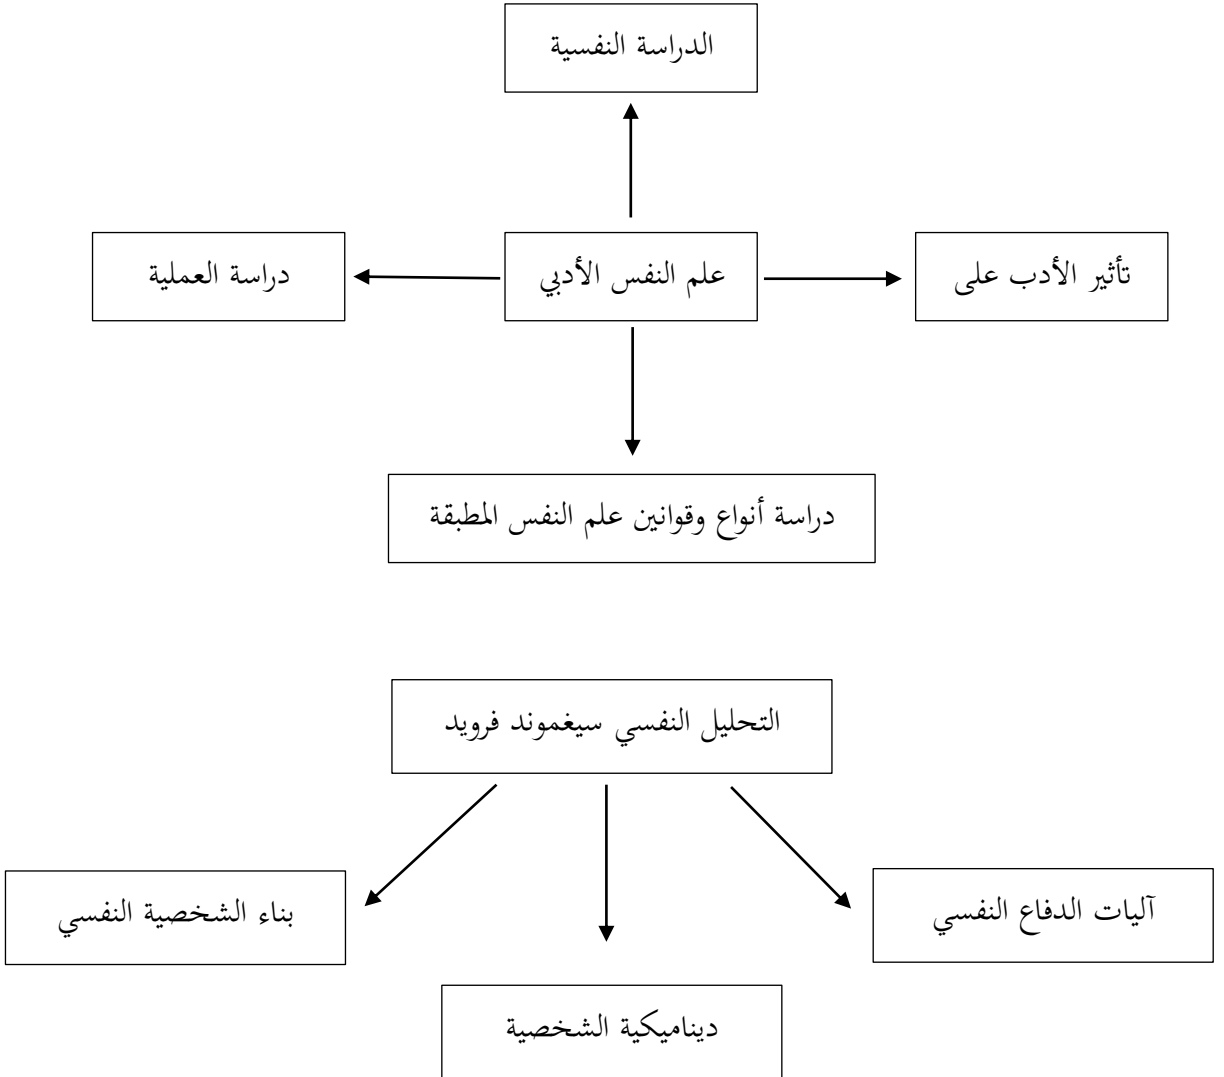 الدراسة النفسية
تأثير الأدب على
علم النفس الأدبي
دراسة العملية
دراسة أنواع وقوانين علم النفس المطبقة
التحليل النفسي سيغموند فرويد
آليات الدفاع النفسي
بناء الشخصية النفسي
ديناميكية الشخصية